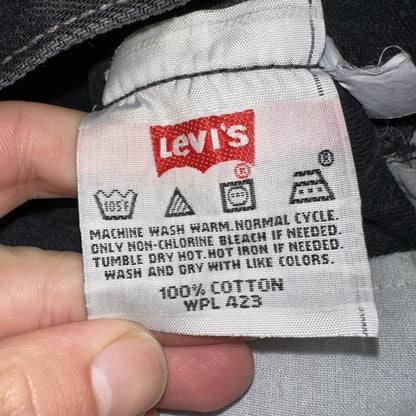 LEVI'S
®
®
105F
MACHINE WASH WARM.NORMAL CYCLE.
ONLY NON-CHLORINE BLEACH IF NEEDED.
TUMBLE DRY HOT.HOT IRON IF NEEDED.
WASH AND DRY WITH LIKE COLORS.
100% COTTON
WPL 423